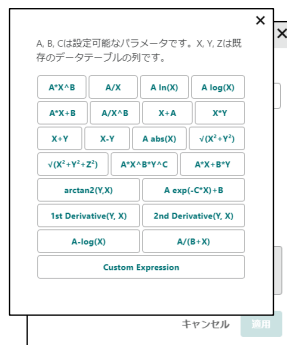 A, B, Cは設定可能なパラメータです。X, Y, Zは既
存のデータテーブルの列です。
A*X^B A/X A ln(X) A log(X)
A*X+B A/X^B X+A X*Y
X+Y X-Y A abs(X) √(X²+Y²)
√(X²+Y²+Z²) A*X^B*Y^C A*X+B*Y
arctan2(Y,X) A exp(-C*X)+B
1st Derivative(Y, X) 2nd Derivative(Y, X)
A-log(X) A/(B+X)
Custom Expression
キャンセル 適用